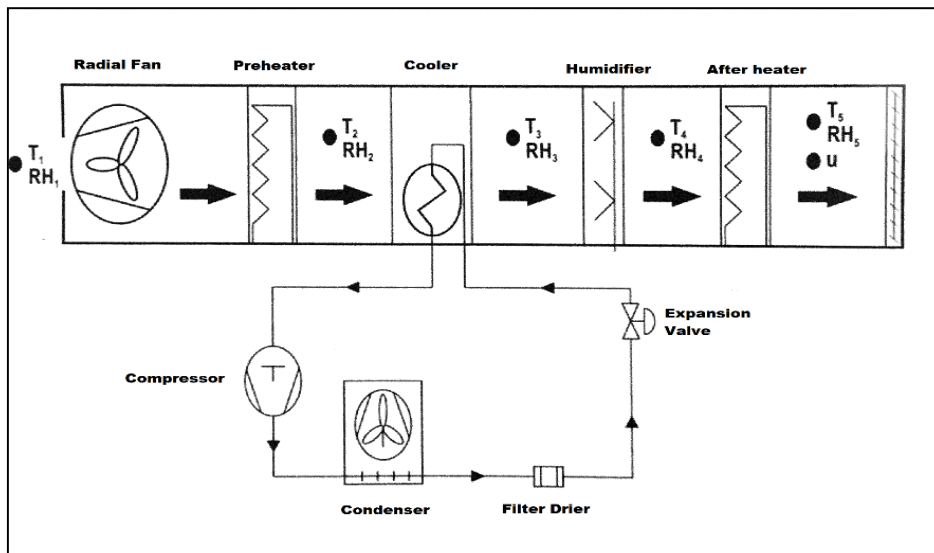 Radial Fan
Preheater
Cooler
Humidifier
After heater
T₁
RH₁
T₂
RH₂
T₃
RH₃
T₄
RH₄
T₅
RH₅
u
Expansion
Valve
Compressor
Condenser
Filter Drier